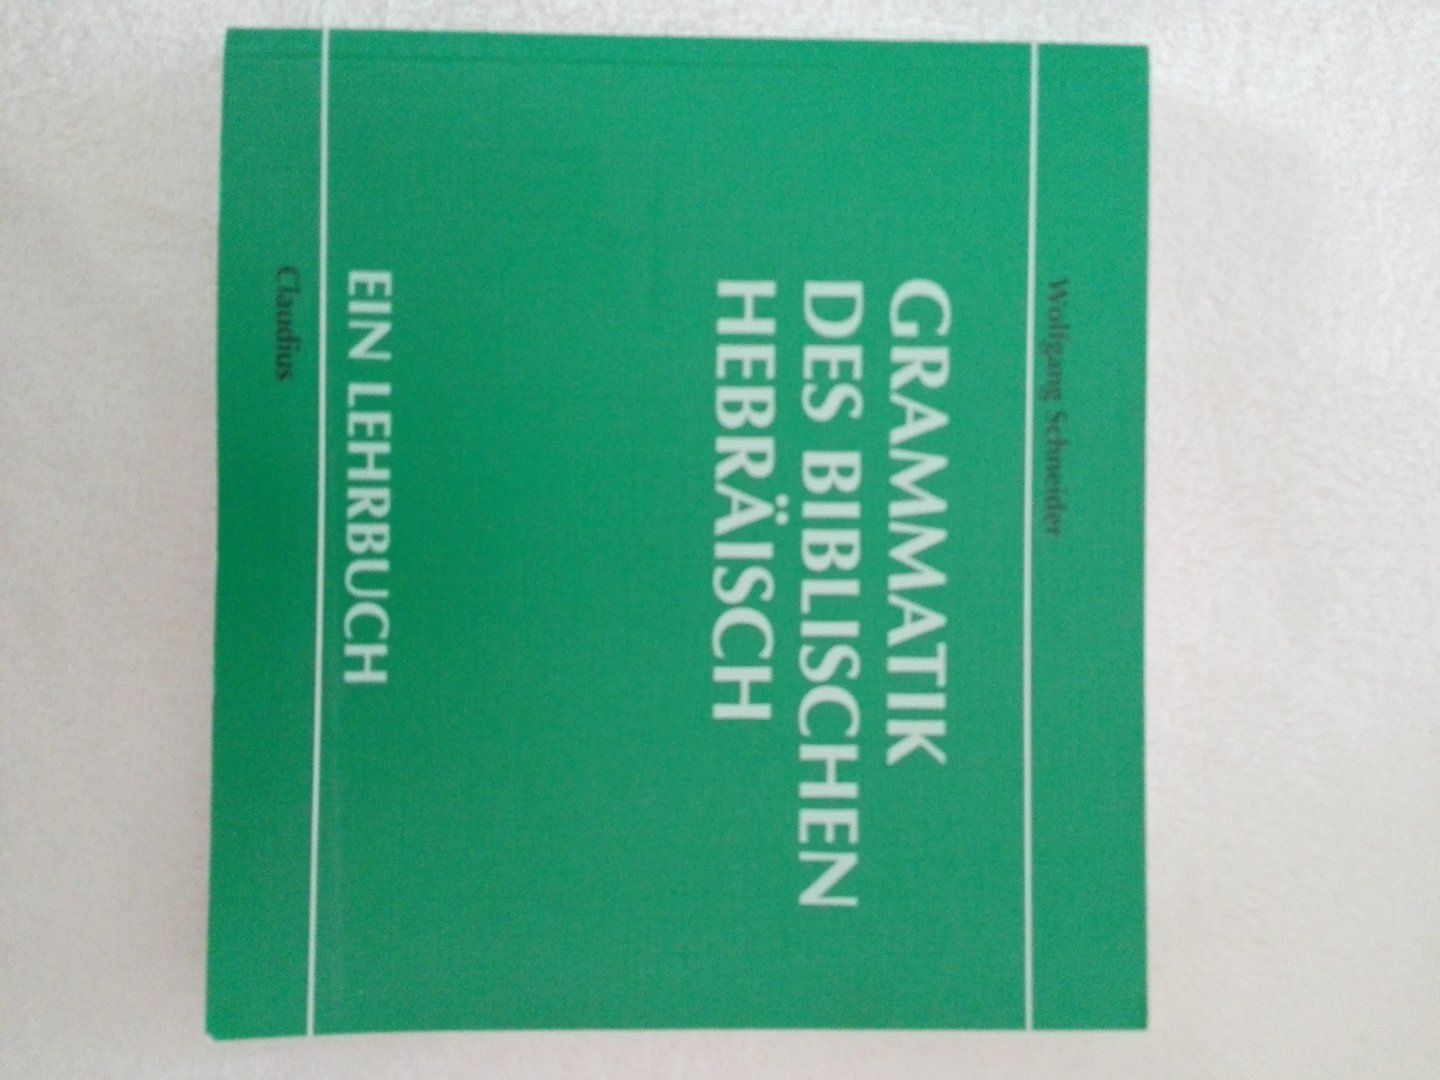 Wolfgang Schneider
GRAMMATIK
DES BIBLISCHEN
HEBRÄISCH
EIN LEHRBUCH
Claudius